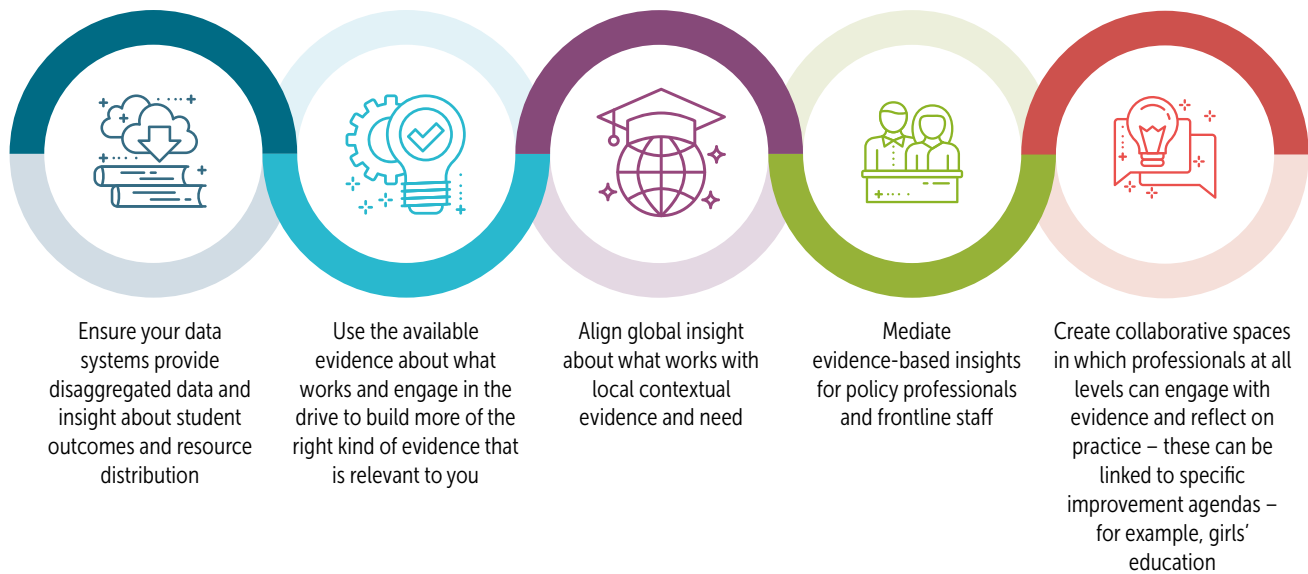 Ensure your data
systems provide
disaggregated data and
insight about student
outcomes and resource
distribution
Use the available
evidence about what
works and engage in the
drive to build more of the
right kind of evidence that
is relevant to you
Align global insight
about what works with
local contextual
evidence and need
Mediate
evidence-based insights
for policy professionals
and frontline staff
Create collaborative spaces
in which professionals at all
levels can engage with
evidence and reflect on
practice – these can be
linked to specific
improvement agendas –
for example, girls’
education